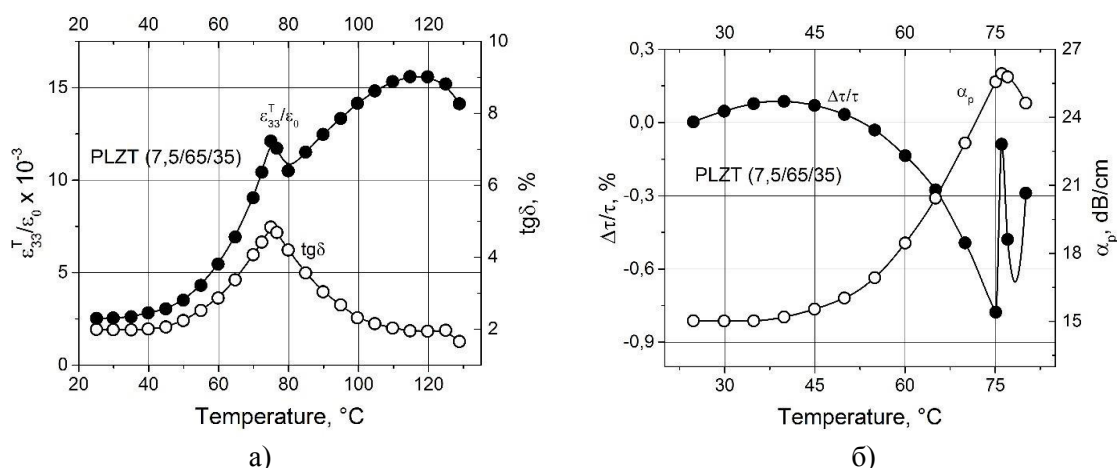 a)
20 40 60 80 100 120
ε₃₃ᵀ/ε₀ x 10⁻³
15
10
5
0
10
8
6
4
2
tgδ, %
ε₃₃ᵀ/ε₀
PLZT (7,5/65/35)
tgδ
20 40 60 80 100 120
Temperature, °C
а)
б)
30 45 60 75
Δτ/τ, %
0,3
0,0
-0,3
-0,6
-0,9
27
24
21
18
15
αₚ, dB/cm
αₚ
Δτ/τ
PLZT (7,5/65/35)
30 45 60 75
Temperature, °C
б)